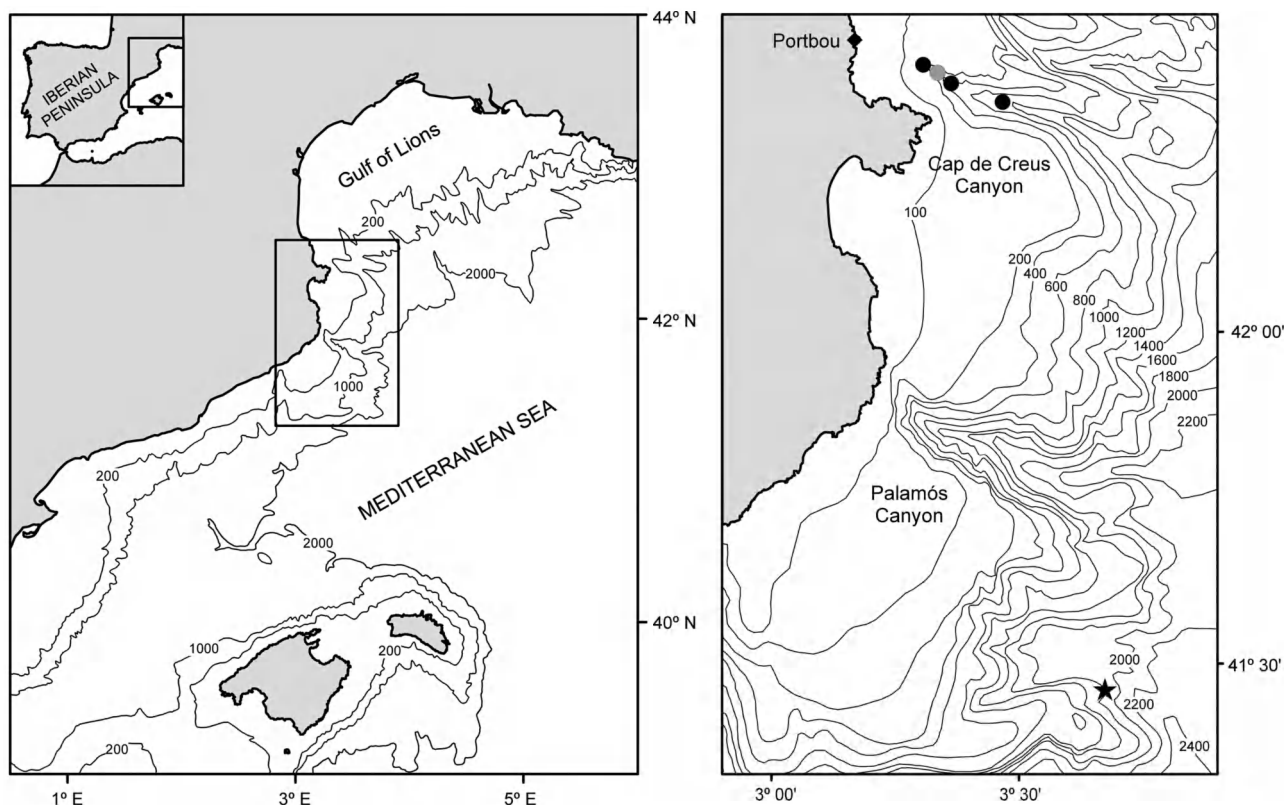 44º N
IBERIAN
PENINSULA
Gulf of Lions
200
2000
42º N
1000
MEDITERRANEAN SEA
200
2000
40º N
1000
200
200
1º E
3º E
5º E
Portbou
Cap de Creus
Canyon
100
200
400
600
800
1000
1200
1400
1600
1800
2000
2200
42º 00'
Palamós
Canyon
41º 30'
2000
2200
2400
3º 00'
3º 30'